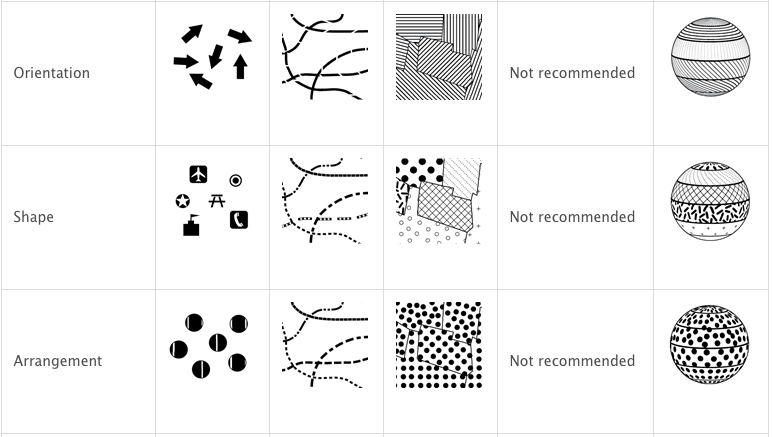 Orientation
Not recommended
Shape
Not recommended
Arrangement
Not recommended